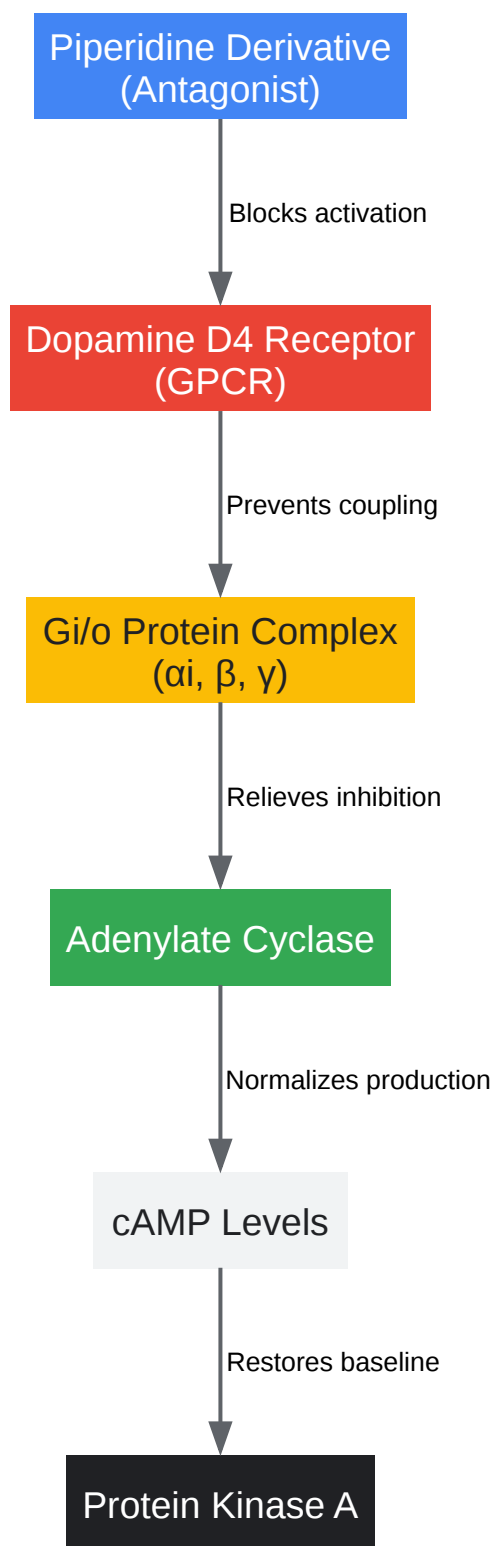 Piperidine Derivative
(Antagonist)
Blocks activation
Dopamine D4 Receptor
(GPCR)
Prevents coupling
Gi/o Protein Complex
(αi, β, γ)
Relieves inhibition
Adenylate Cyclase
Normalizes production
cAMP Levels
Restores baseline
Protein Kinase A